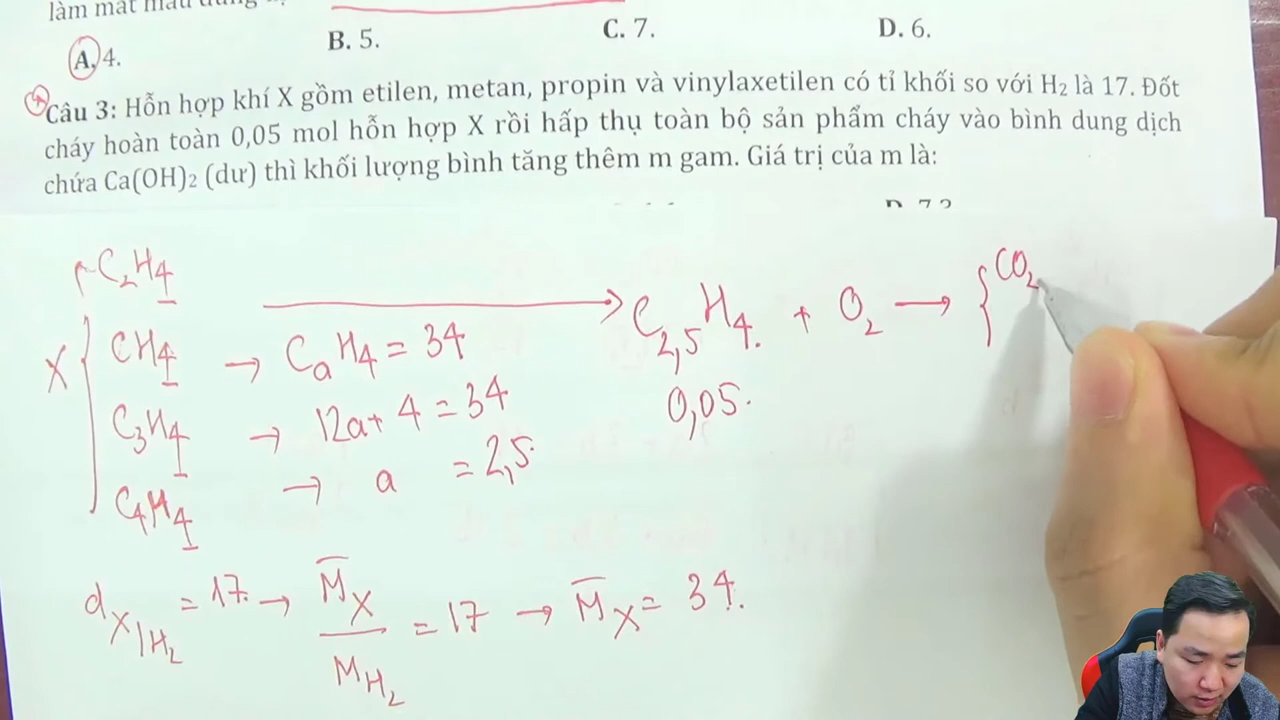 làm mất màu dung
A. 4.
B. 5.
C. 7.
D. 6.
Câu 3: Hỗn hợp khí X gồm etilen, metan, propin và vinylaxetilen có tỉ khối so với H2 là 17. Đốt
cháy hoàn toàn 0,05 mol hỗn hợp X rồi hấp thụ toàn bộ sản phẩm cháy vào bình dung dịch
chứa Ca(OH)2 (dư) thì khối lượng bình tăng thêm m gam. Giá trị của m là:
X { C2H4
CH4
C3H4
C4H4
→ CaH4 = 34
→ 12a + 4 = 34
→ a = 2,5.
→ C2,5H4. + O2 → { CO2
0,05.
dX/H2 = 17. → M̅X / MH2 = 17 → M̅X = 34.